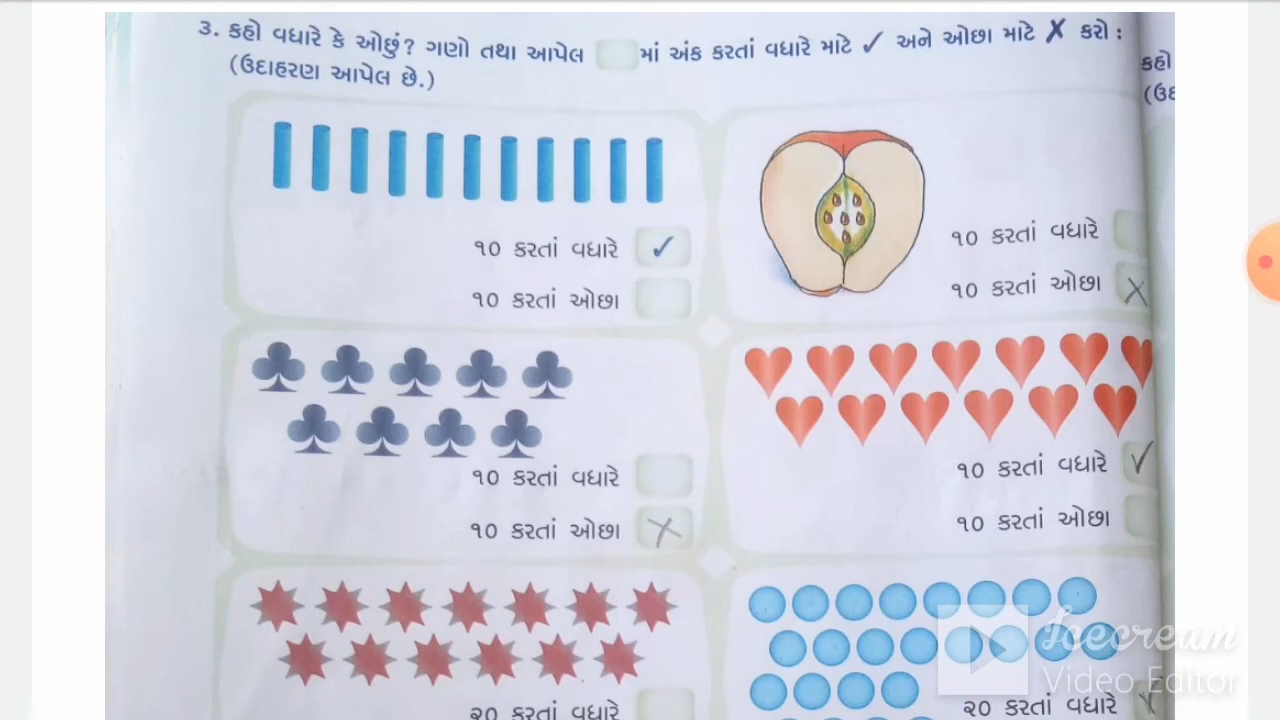 ૩. કહો વધારે કે ઓછું? ગણો તથા આપેલ માં અંક કરતાં વધારે માટે ✓ અને ઓછા માટે ✗ કરો :
(ઉદાહરણ આપેલ છે.)
કહો
(ઉદ
૧૦ કરતાં વધારે ✓
૧૦ કરતાં ઓછા
૧૦ કરતાં વધારે
૧૦ કરતાં ઓછા ✗
૧૦ કરતાં વધારે
૧૦ કરતાં ઓછા ✗
૧૦ કરતાં વધારે ✓
૧૦ કરતાં ઓછા
૨૦ કરતાં વધારે
૨૦ કરતાં વધારે ✓
Icecream
Video Editor